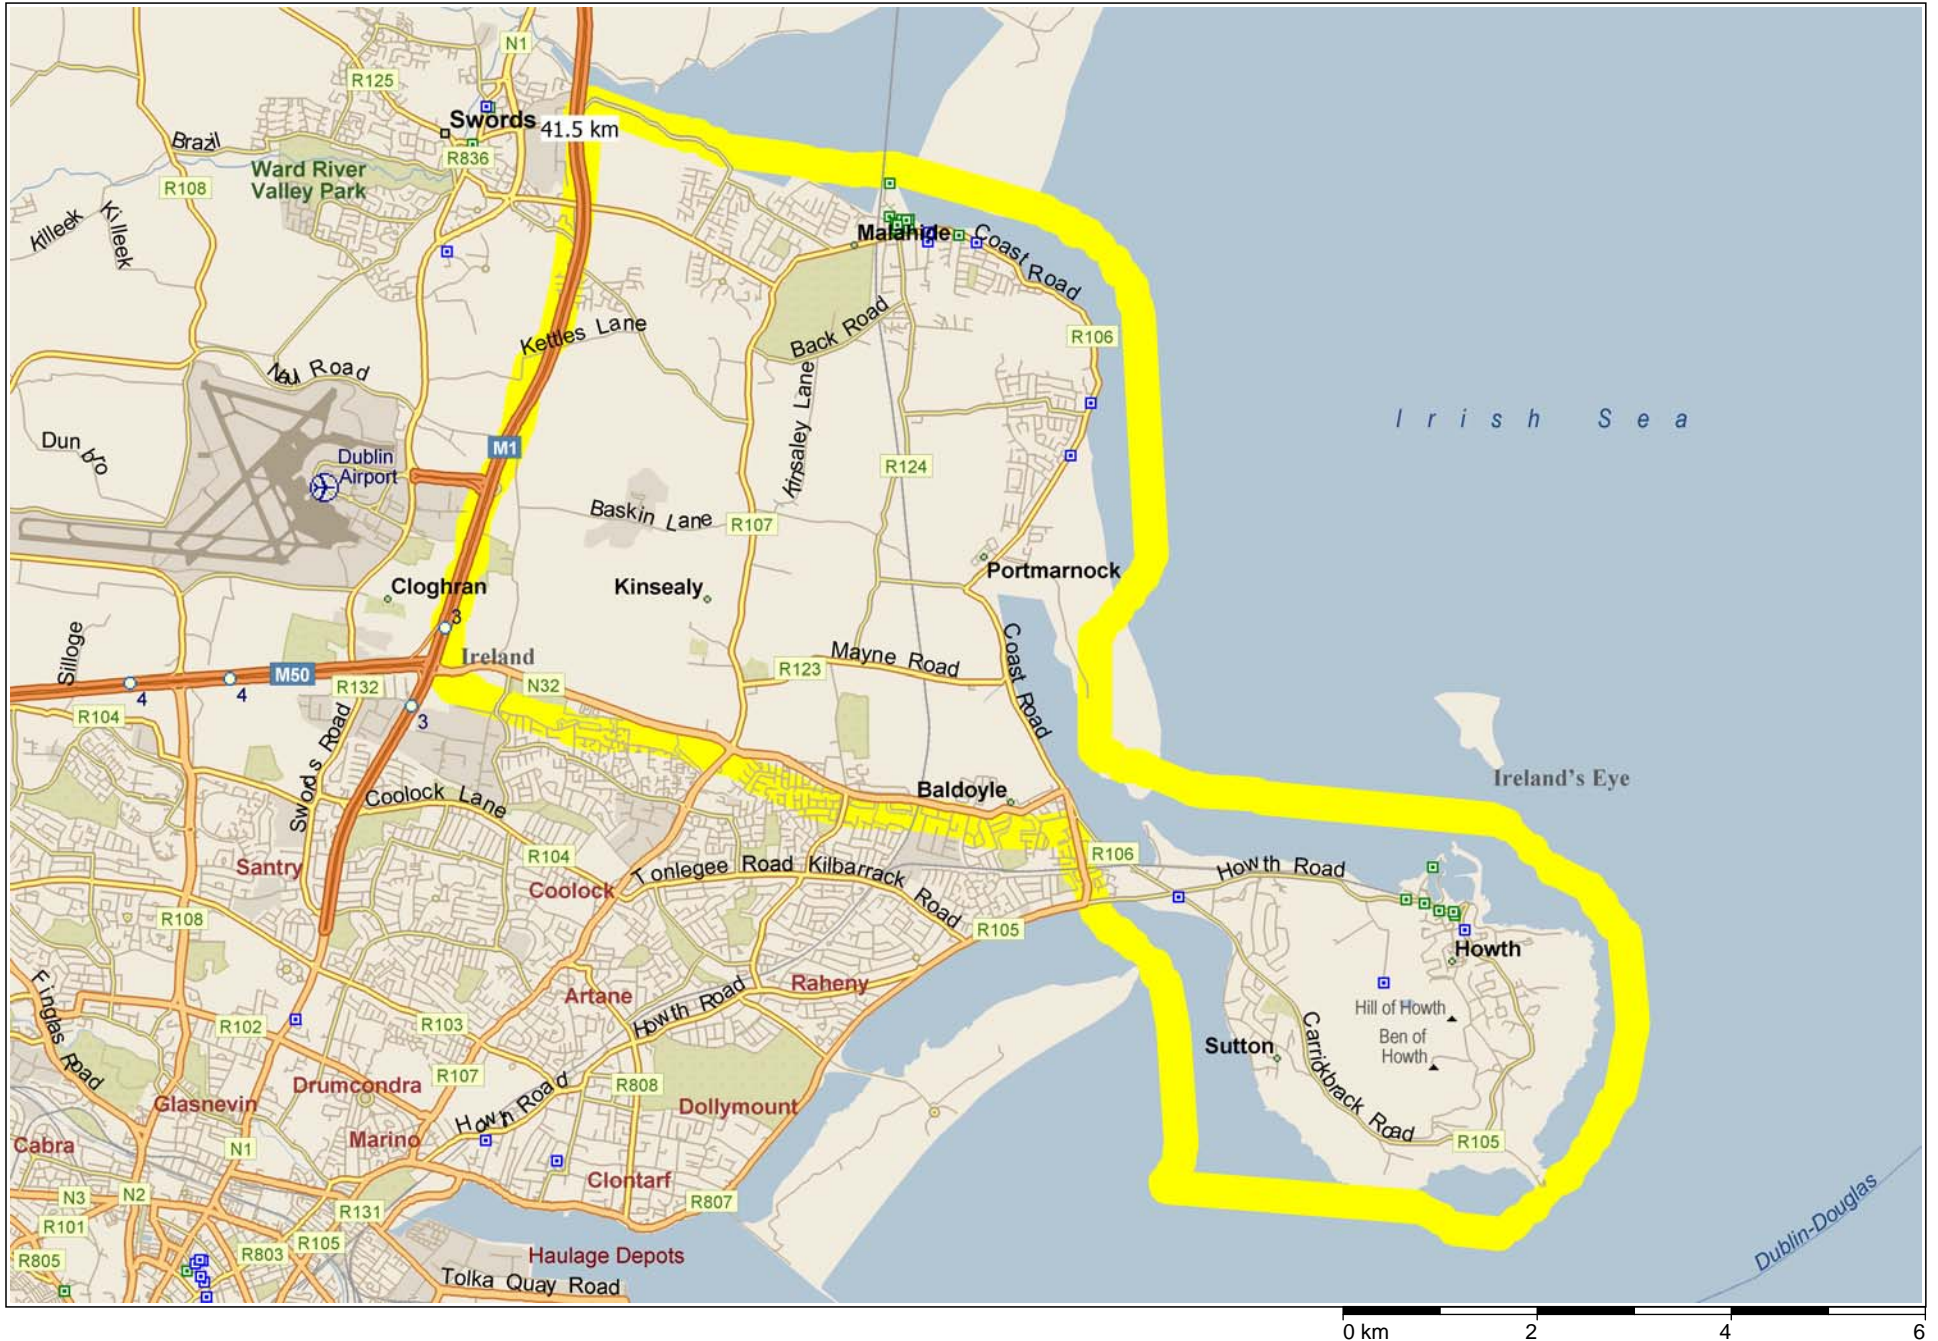 N1
R125
Swords
41.5 km
Brazil
R836
Ward River
Valley Park
R108
Killeek
Killeek
Malahide
Coast Road
Kettles Lane
Back Road
R106
Naul Road
Kinsaley Lane
Irish Sea
Dunbro
M1
Dublin
Airport
R124
Baskin Lane
R107
Cloghran
Kinsealy
Portmarnock
3
Silloge
Ireland
Mayne Road
Coast Road
M50
R123
4
4
R132
N32
R104
3
Swords Road
Ireland's Eye
Coolock Lane
Baldoyle
R104
Tonlegee Road
Kilbarrack Road
R106
Howth Road
Santry
Coolock
R108
R105
Howth
Finglas Road
Artane
Howth Road
Raheny
Hill of Howth
R102
R103
Ben of
Howth
Sutton
Carrickbrack Road
R107
Drumcondra
R808
Glasnevin
Howth Road
Dollymount
Cabra
N1
Marino
R105
Clontarf
N3
N2
R807
R131
R101
R105
R803
R805
Haulage Depots
Tolka Quay Road
Dublin-Douglas
0 km 2 4 6